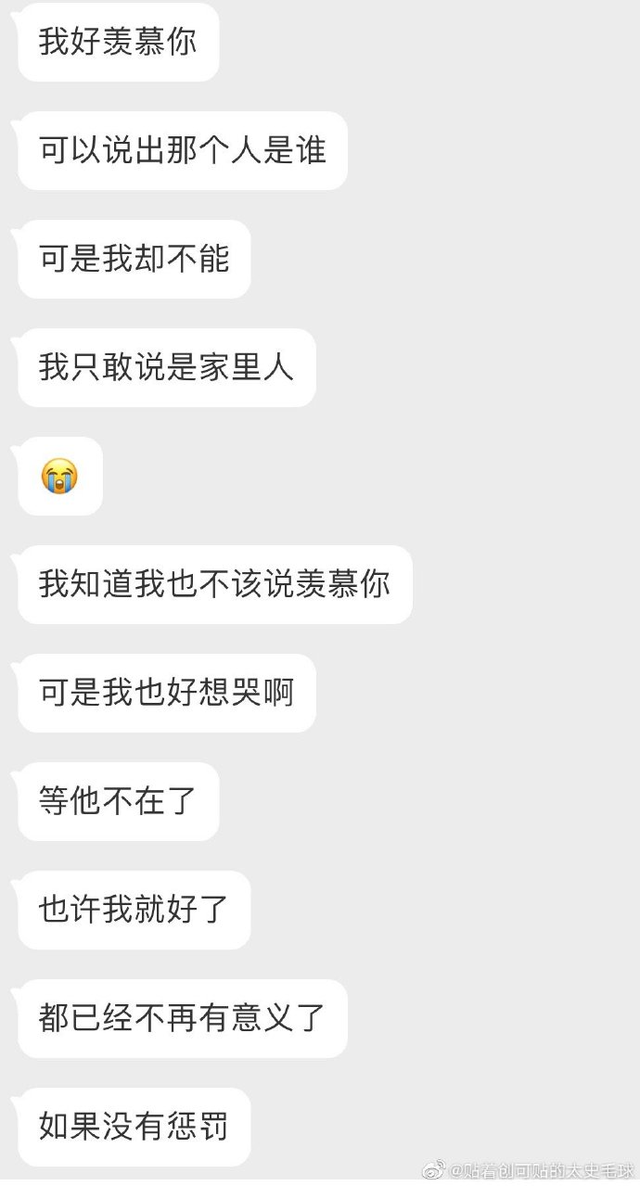 我好羡慕你
可以说出那个人是谁
可是我却不能
我只敢说是家里人
😭
我知道我也不该说羡慕你
可是我也好想哭啊
等他不在了
也许我就好了
都已经不再有意义了
如果没有惩罚
@贴着创可贴的太史毛球